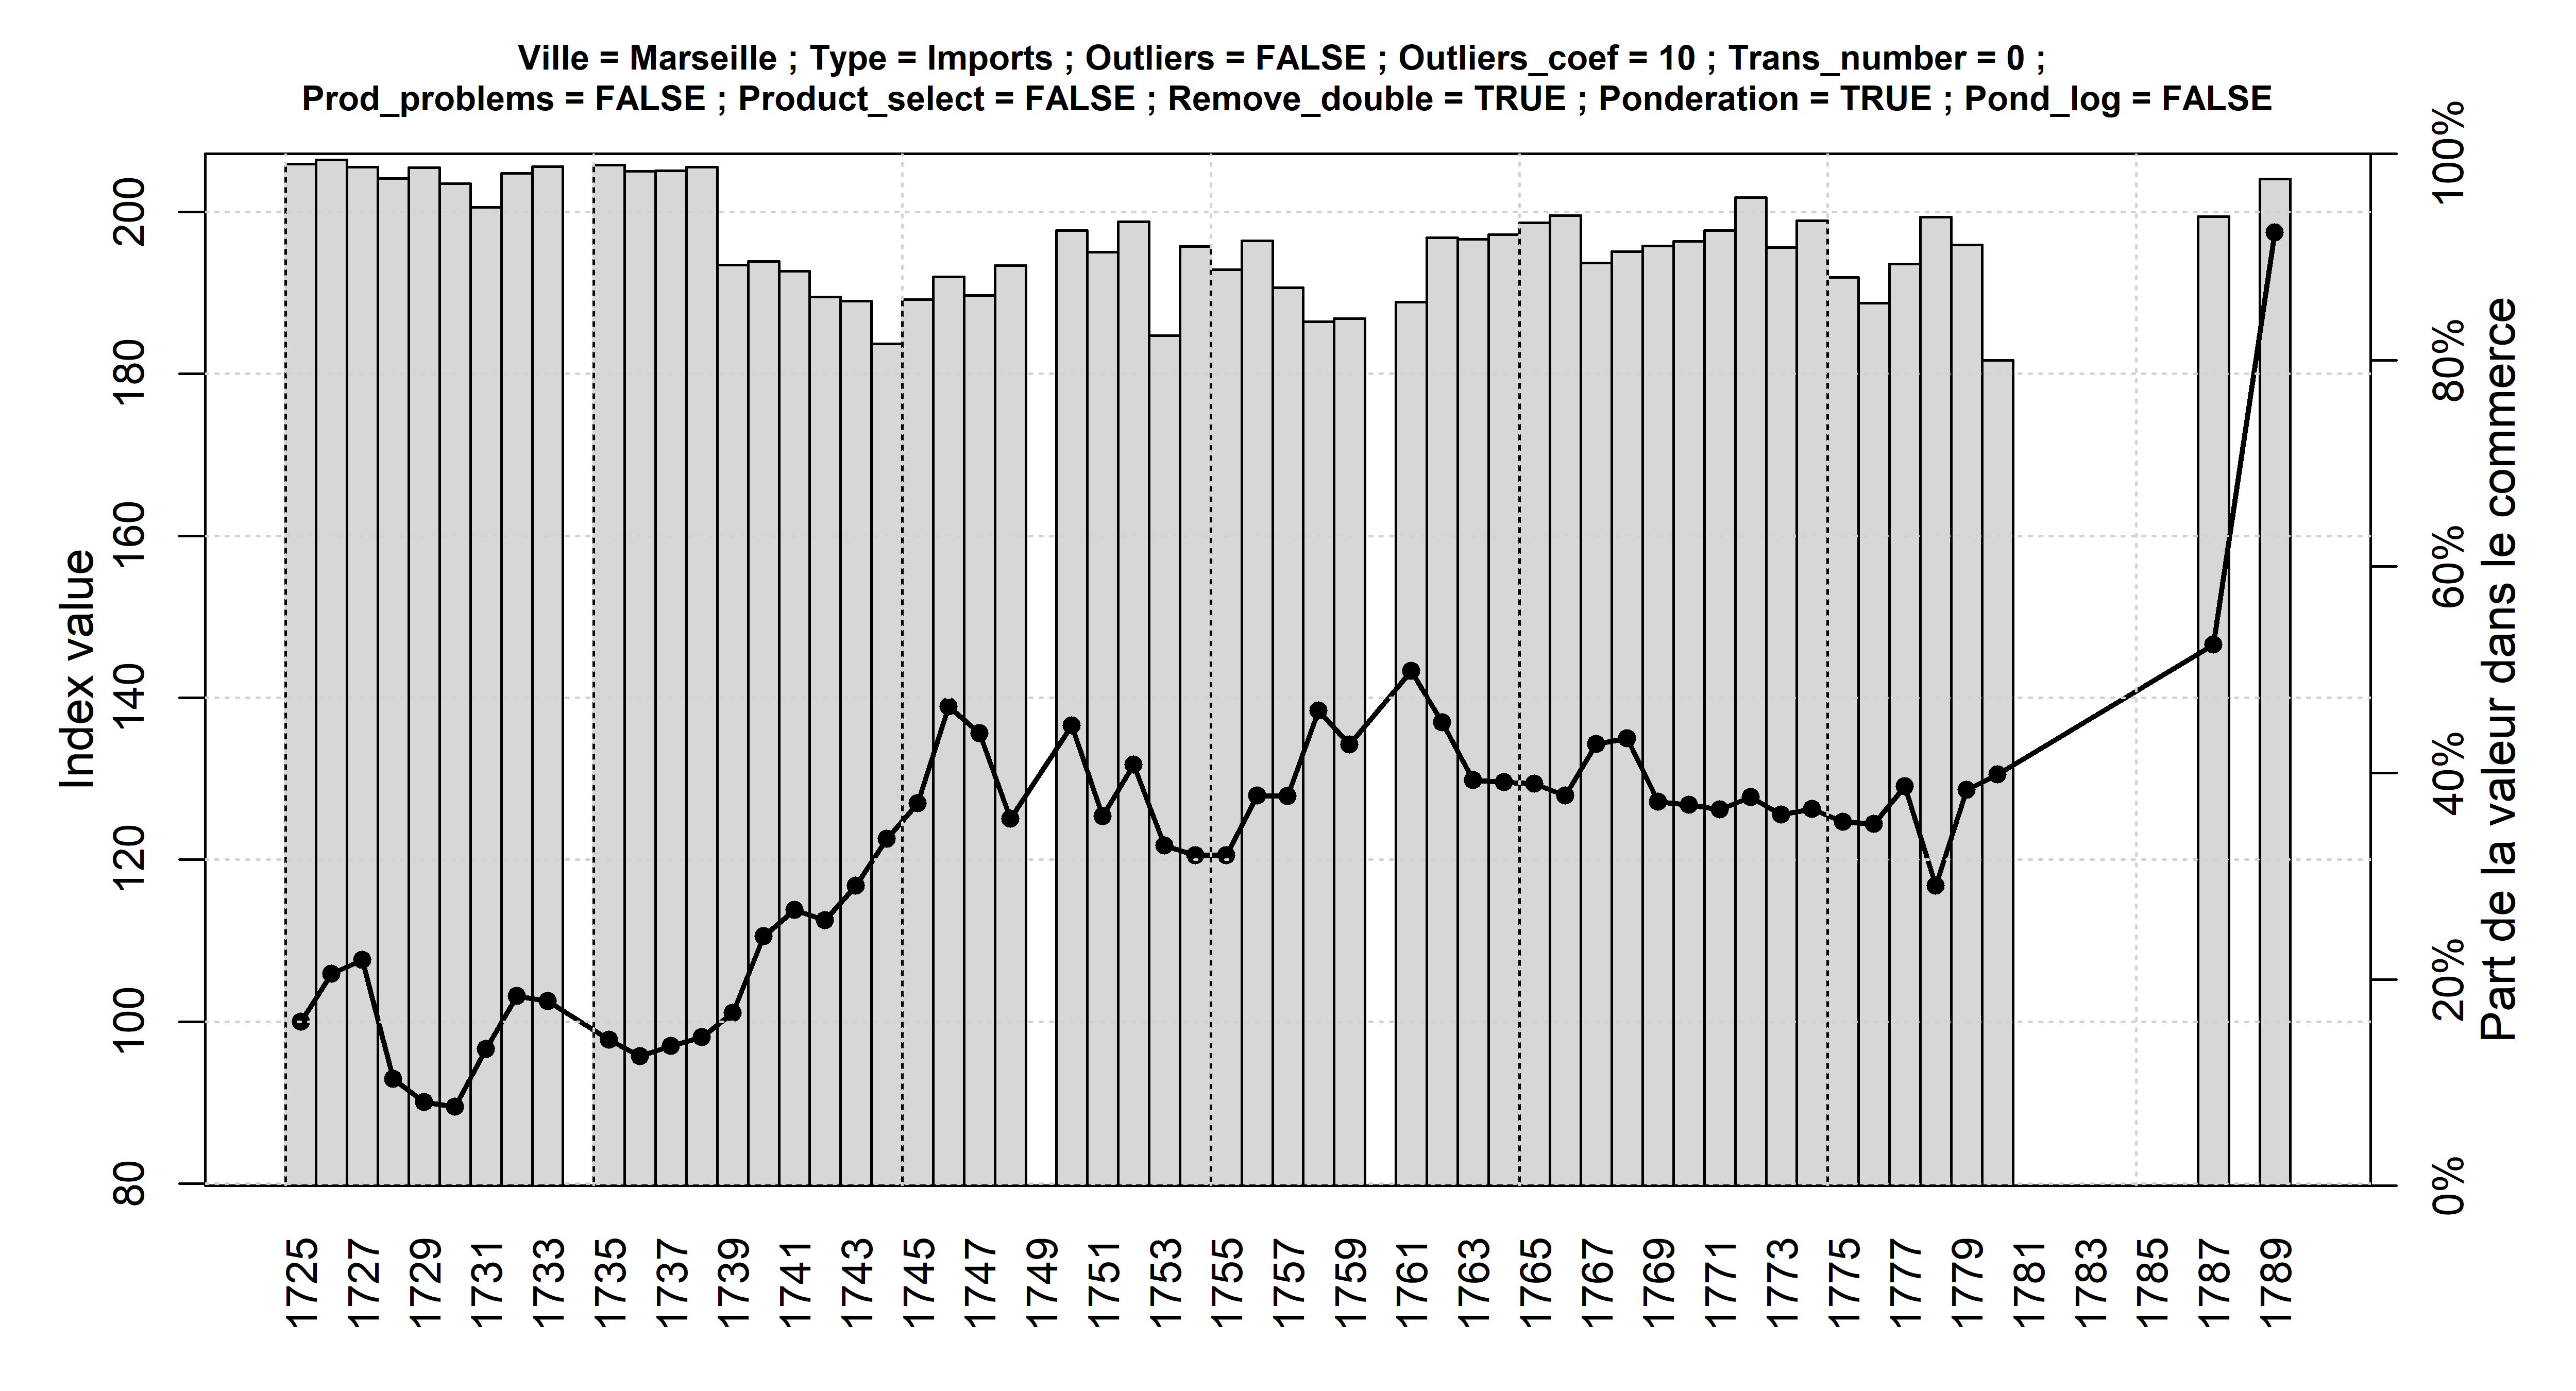 Ville = Marseille ; Type = Imports ; Outliers = FALSE ; Outliers_coef = 10 ; Trans_number = 0 ;
Prod_problems = FALSE ; Product_select = FALSE ; Remove_double = TRUE ; Ponderation = TRUE ; Pond_log = FALSE
Index value
80 100 120 140 160 180 200
0% 20% 40% 60% 80% 100%
Part de la valeur dans le commerce
1725 1727 1729 1731 1733 1735 1737 1739 1741 1743 1745 1747 1749 1751 1753 1755 1757 1759 1761 1763 1765 1767 1769 1771 1773 1775 1777 1779 1781 1783 1785 1787 1789